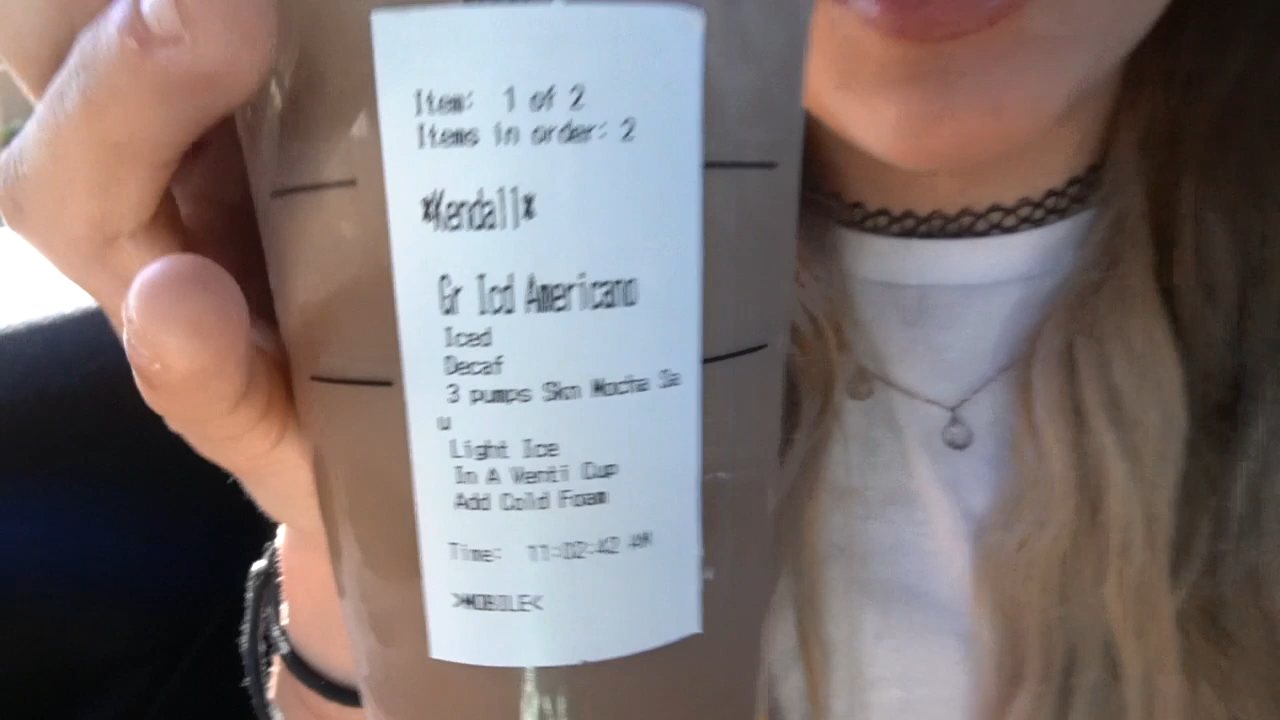 Item: 1 of 2
Items in order: 2
*Kendall*
Gr Icd Americano
Iced
Decaf
3 pumps Skn Mocha Sa
u
Light Ice
In A Venti Cup
Add Cold Foam
Time: 11:02:42 AM
>MOBILE<